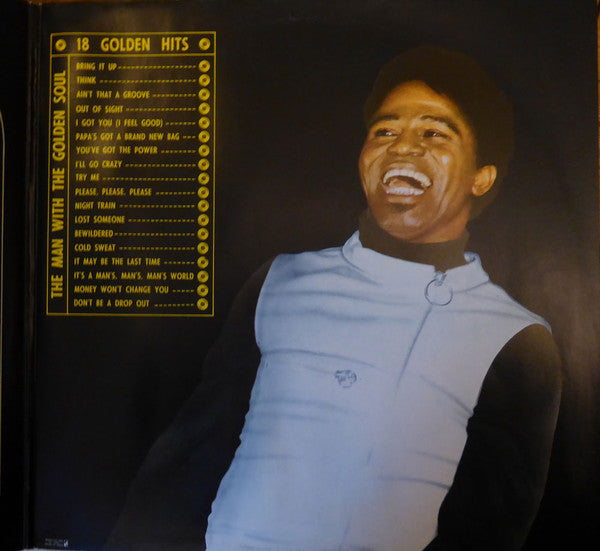 18 GOLDEN HITS
THE MAN WITH THE GOLDEN SOUL
BRING IT UP
THINK
AIN'T THAT A GROOVE
OUT OF SIGHT
I GOT YOU (I FEEL GOOD)
PAPA'S GOT A BRAND NEW BAG
YOU'VE GOT THE POWER
I'LL GO CRAZY
TRY ME
PLEASE, PLEASE, PLEASE
NIGHT TRAIN
LOST SOMEONE
BEWILDERED
COLD SWEAT
IT MAY BE THE LAST TIME
IT'S A MAN'S, MAN'S, MAN'S WORLD
MONEY WON'T CHANGE YOU
DON'T BE A DROP OUT